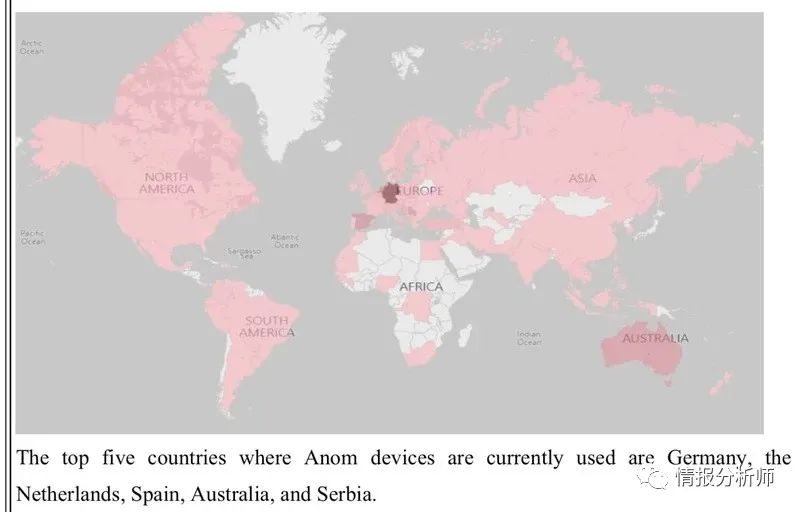 Arctic
Ocean
NORTH
AMERICA
EUROPE
ASIA
Pacific
Ocean
Sargasso
Sea
Atlantic
Ocean
AFRICA
SOUTH
AMERICA
Indian
Ocean
AUSTRALIA
The top five countries where Anom devices are currently used are Germany, the
Netherlands, Spain, Australia, and Serbia.
情报分析师